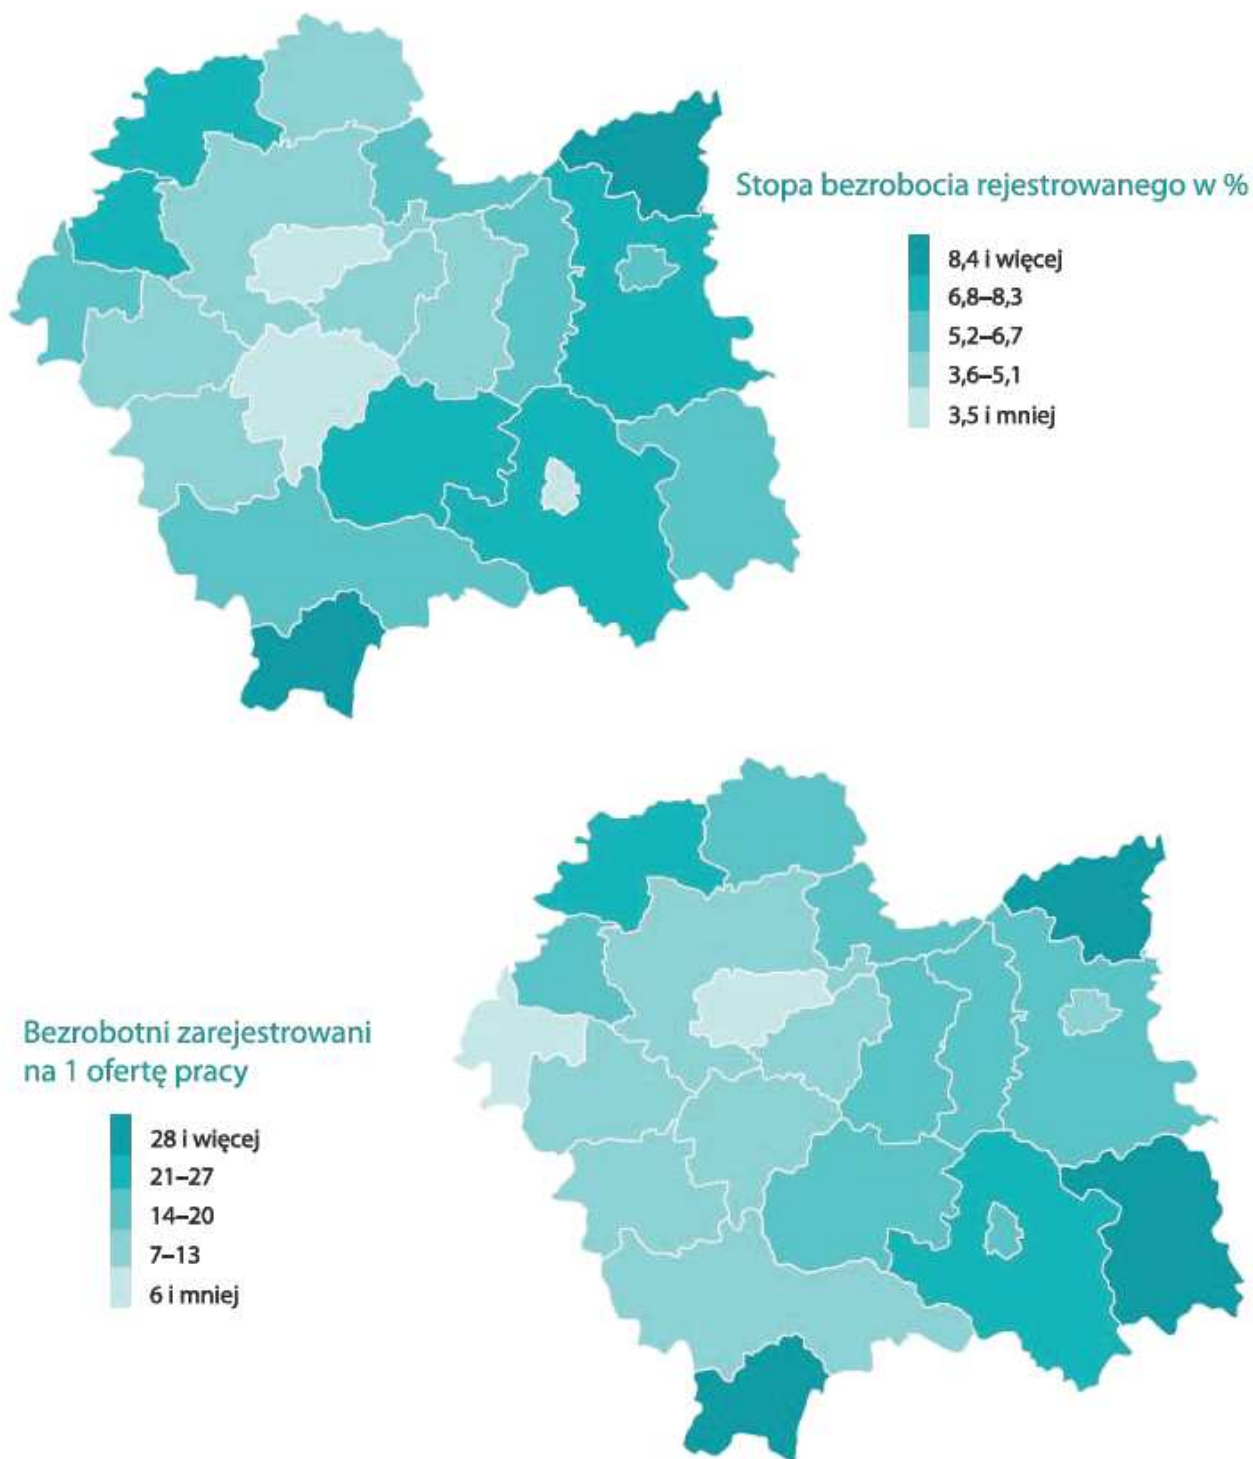 Stopa bezrobocia rejestrowanego w %
8,4 i więcej
6,8–8,3
5,2–6,7
3,6–5,1
3,5 i mniej
Bezrobotni zarejestrowani
na 1 ofertę pracy
28 i więcej
21–27
14–20
7–13
6 i mniej